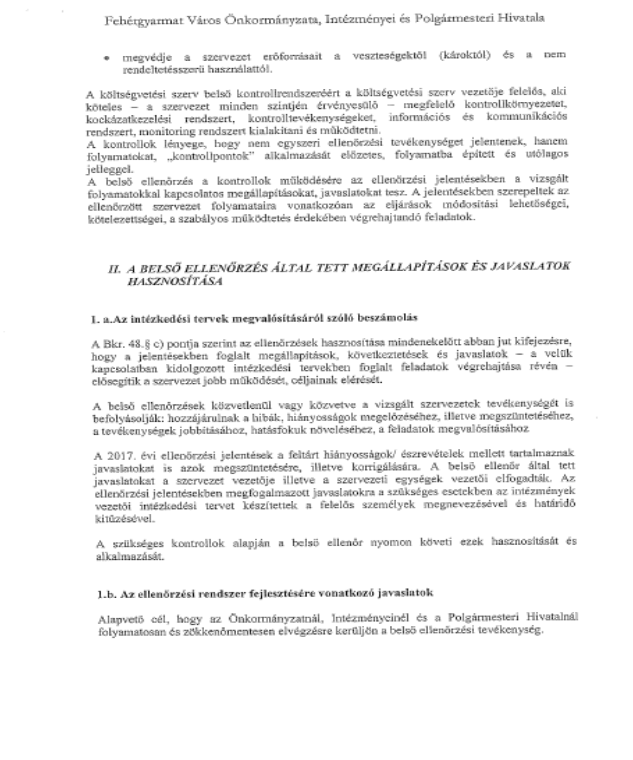 Fehérgyarmat Város Önkormányzata, Intézményei és Polgármesteri Hivatala
• megvédje a szervezet erőforrásait a veszteségektől (károktól) és a nem
rendeltetésszerű használattól.
A költségvetési szerv belső kontrollrendszeréért a költségvetési szerv vezetője felelős, aki
köteles – a szervezet minden szintjén érvényesülő – megfelelő kontrollkörnyezetet,
kockázatkezelési rendszert, kontrolltevékenységeket, információs és kommunikációs
rendszert, monitoring rendszert kialakítani és működtetni.
A kontrollok lényege, hogy nem egyszeri ellenőrzési tevékenységet jelentenek, hanem
folyamatokat, „kontrollpontok” alkalmazását előzetes, folyamatba épített és utólagos
jelleggel.
A belső ellenőrzés a kontrollok működésére az ellenőrzési jelentésekben a vizsgált
folyamatokkal kapcsolatos megállapításokat, javaslatokat tesz. A jelentésekben szerepeltek az
ellenőrzött szervezet folyamataira vonatkozóan az eljárások módosítási lehetőségei,
kötelezettségei, a szabályos működtetés érdekében végrehajtandó feladatok.
II. A BELSŐ ELLENŐRZÉS ÁLTAL TETT MEGÁLLAPÍTÁSOK ÉS JAVASLATOK
HASZNOSÍTÁSA
1. a.Az intézkedési tervek megvalósításáról szóló beszámolás
A Bkr. 48.§ c) pontja szerint az ellenőrzések hasznosítása mindenekelőtt abban jut kifejezésre,
hogy a jelentésekben foglalt megállapítások, következtetések és javaslatok – a velük
kapcsolatban kidolgozott intézkedési tervekben foglalt feladatok végrehajtása révén –
elősegítik a szervezet jobb működését, céljainak elérését.
A belső ellenőrzések közvetlenül vagy közvetve a vizsgált szervezetek tevékenységét is
befolyásolják: hozzájárulnak a hibák, hiányosságok megelőzéséhez, illetve megszüntetéséhez,
a tevékenységek jobbításához, hatásfokuk növeléséhez, a feladatok megvalósításához
A 2017. évi ellenőrzési jelentések a feltárt hiányosságok/ észrevételek mellett tartalmaznak
javaslatokat is azok megszüntetésére, illetve korrigálására. A belső ellenőr által tett
javaslatokat a szervezet vezetője illetve a szervezeti egységek vezetői elfogadták. Az
ellenőrzési jelentésekben megfogalmazott javaslatokra a szükséges esetekben az intézmények
vezetői intézkedési tervet készítettek a felelős személyek megnevezésével és határidő
kitűzésével.
A szükséges kontrollok alapján a belső ellenőr nyomon követi ezek hasznosítását és
alkalmazását.
1.b. Az ellenőrzési rendszer fejlesztésére vonatkozó javaslatok
Alapvető cél, hogy az Önkormányzatnál, Intézményeinél és a Polgármesteri Hivatalnál
folyamatosan és zökkenőmentesen elvégzésre kerüljön a belső ellenőrzési tevékenység.